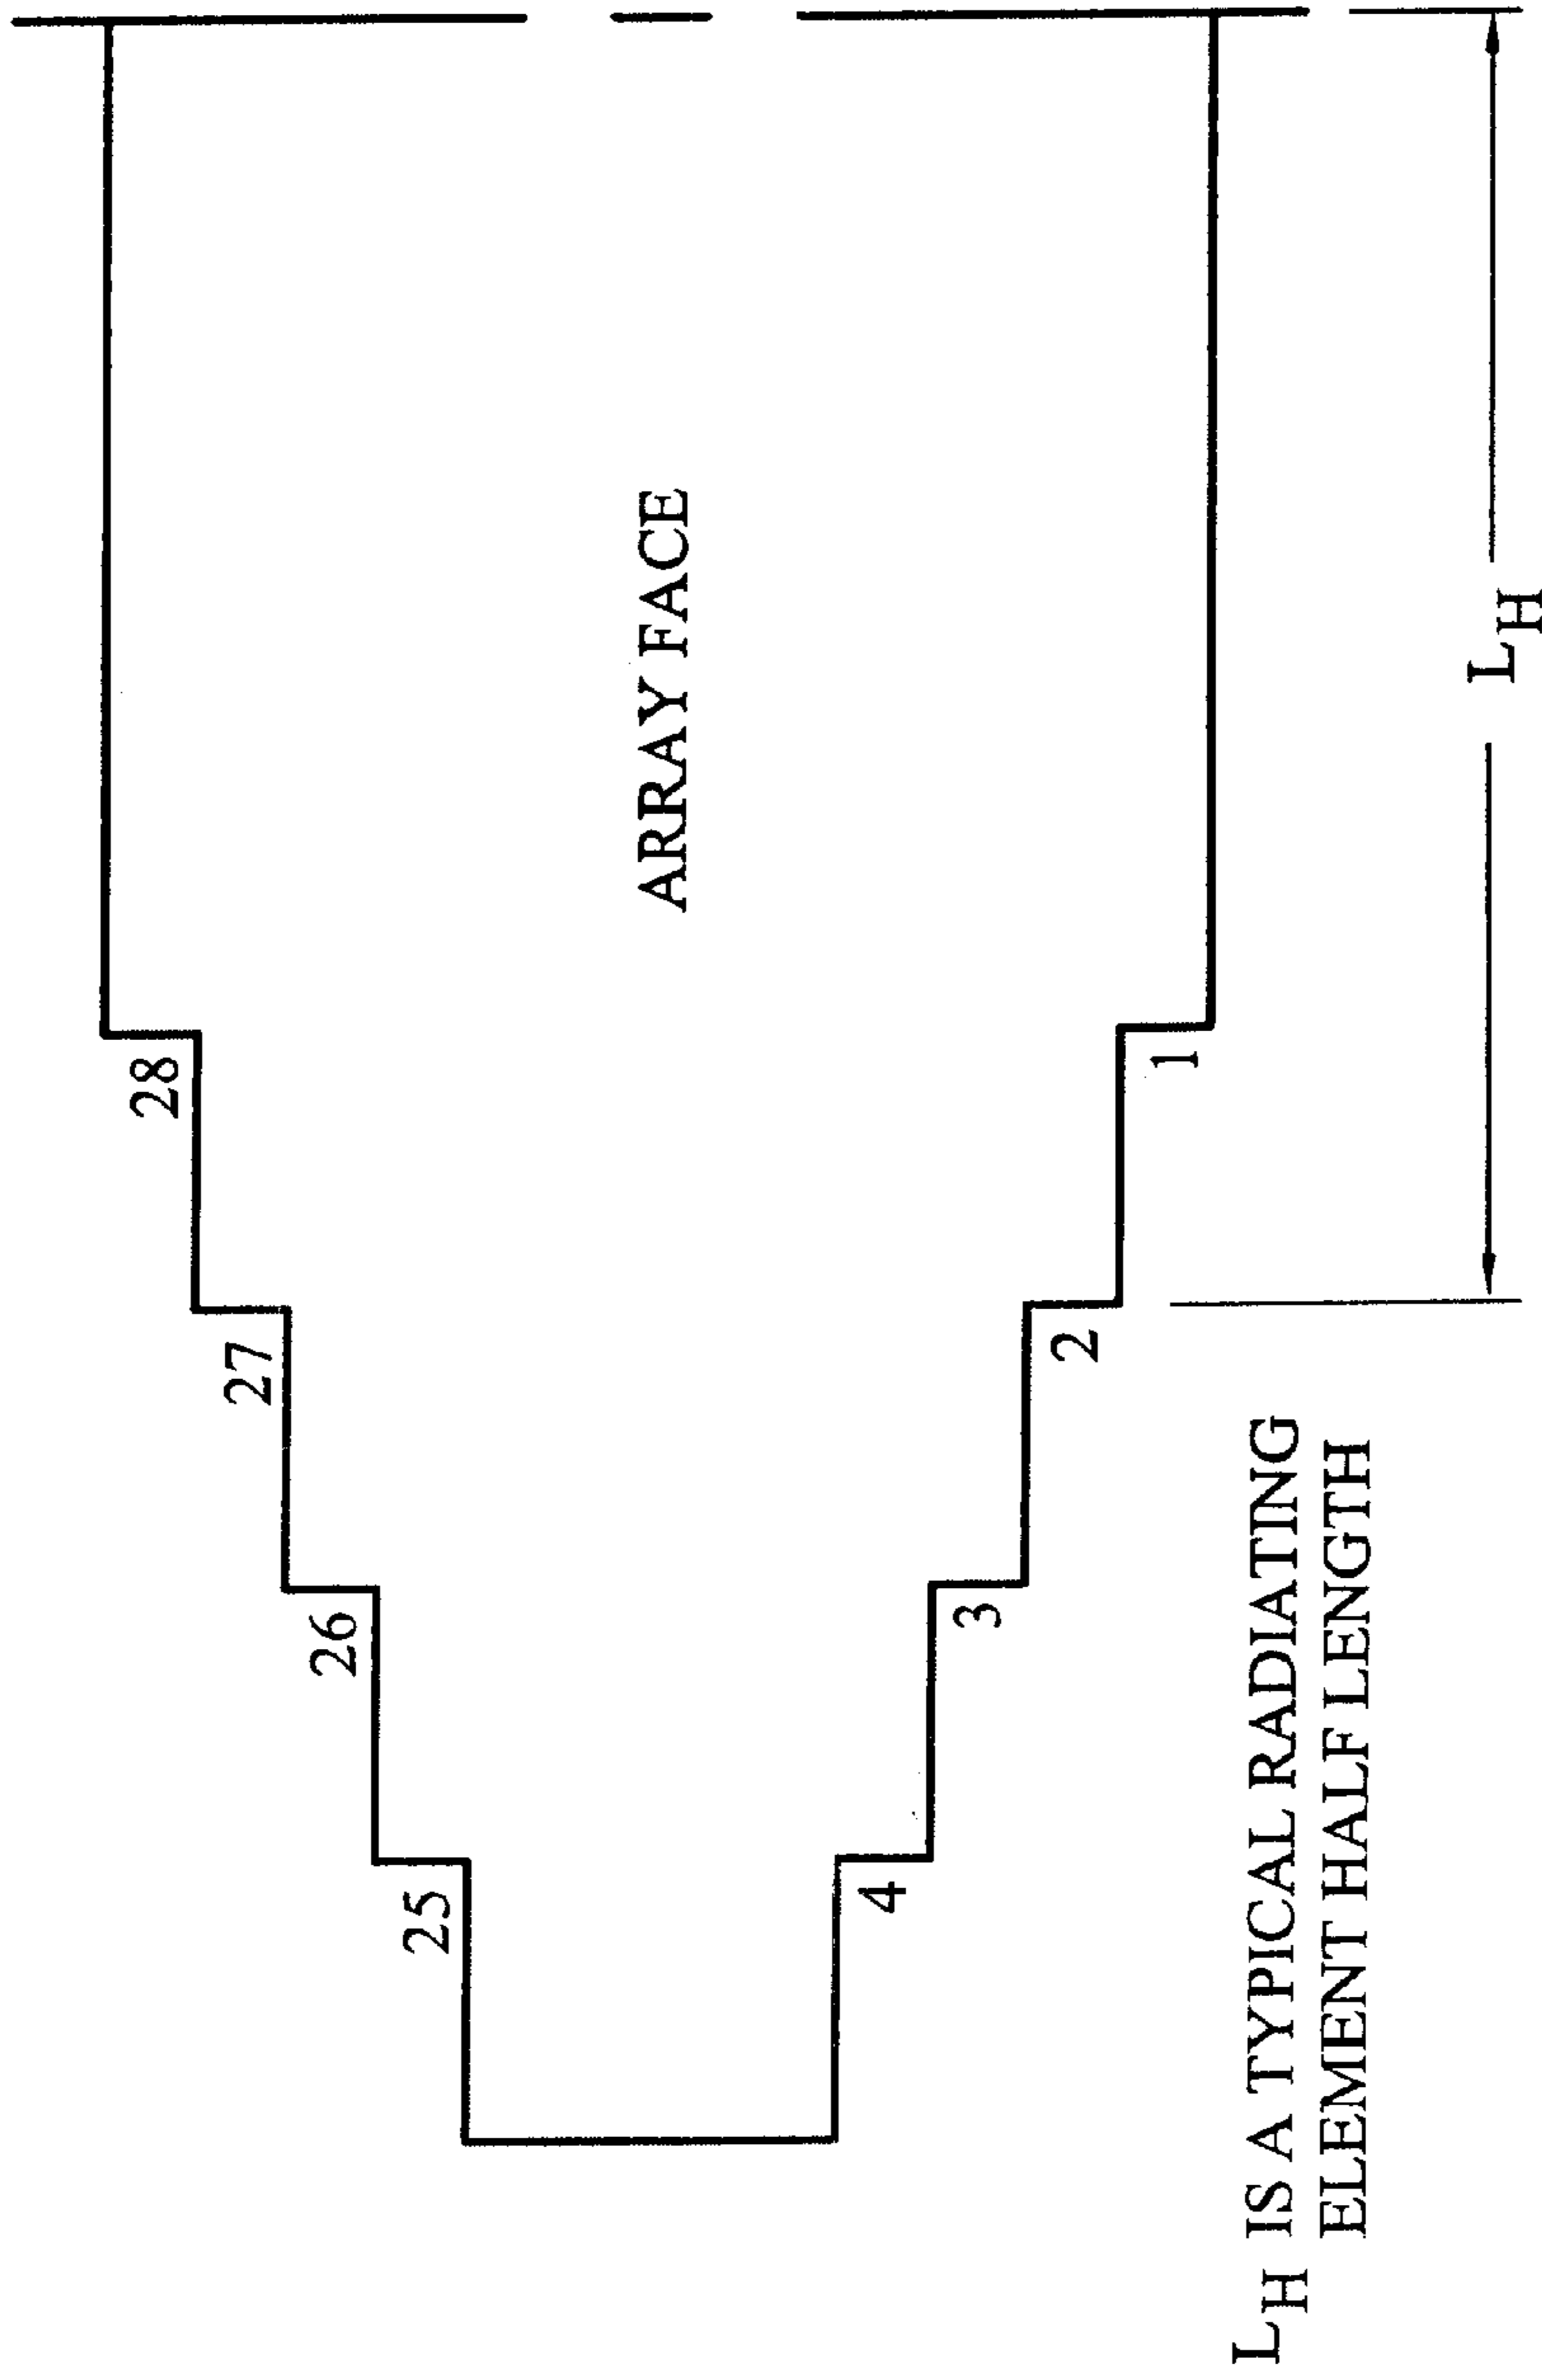 28
27
26
25
ARRAY FACE
1
2
3
4
L_H
L_H IS A TYPICAL RADIATING
ELEMENT HALF LENGTH